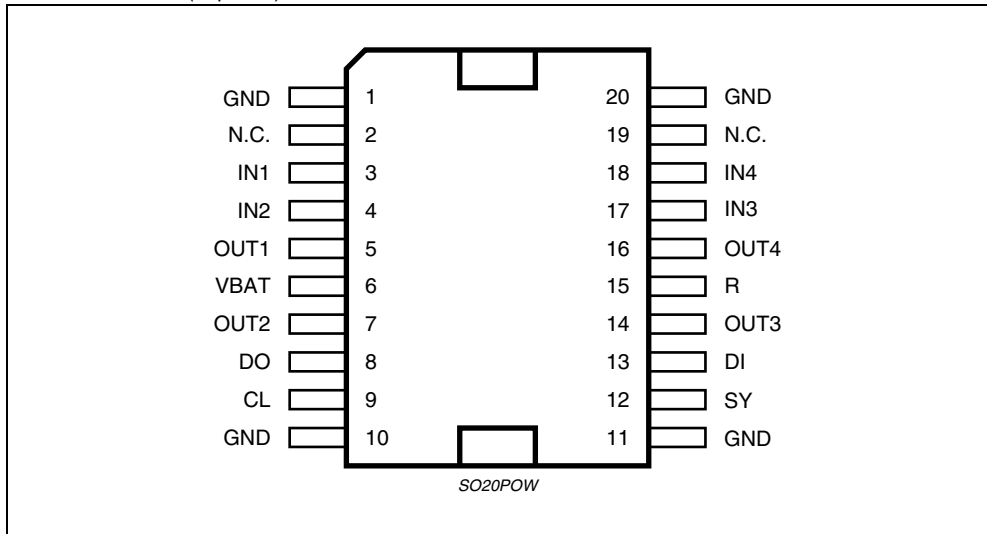 GND 1 20 GND
N.C. 2 19 N.C.
IN1 3 18 IN4
IN2 4 17 IN3
OUT1 5 16 OUT4
VBAT 6 15 R
OUT2 7 14 OUT3
DO 8 13 DI
CL 9 12 SY
GND 10 11 GND
SO20POW